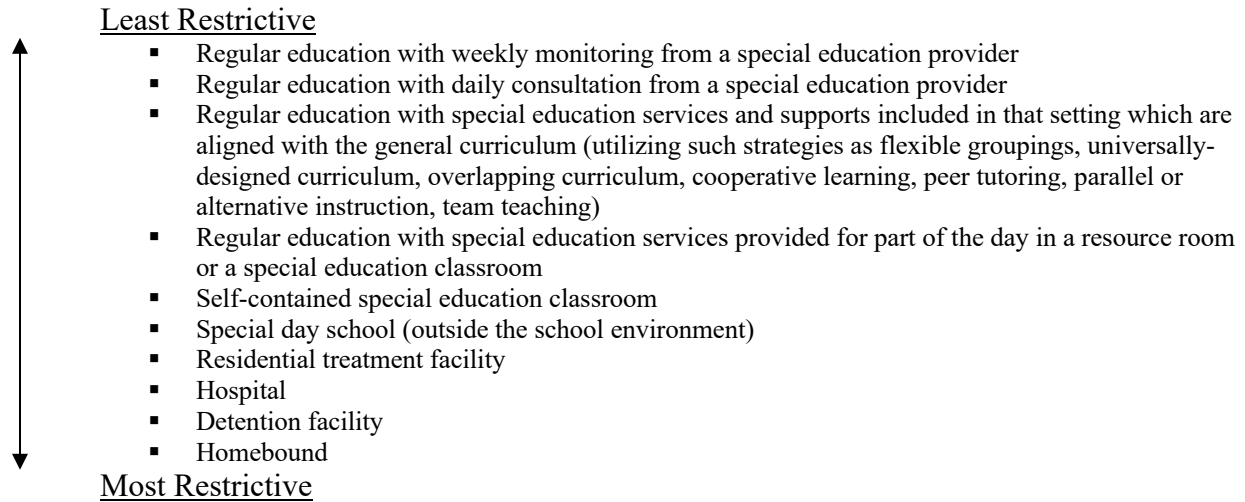 Least Restrictive
▪ Regular education with weekly monitoring from a special education provider
▪ Regular education with daily consultation from a special education provider
▪ Regular education with special education services and supports included in that setting which are
aligned with the general curriculum (utilizing such strategies as flexible groupings, universally-
designed curriculum, overlapping curriculum, cooperative learning, peer tutoring, parallel or
alternative instruction, team teaching)
▪ Regular education with special education services provided for part of the day in a resource room
or a special education classroom
▪ Self-contained special education classroom
▪ Special day school (outside the school environment)
▪ Residential treatment facility
▪ Hospital
▪ Detention facility
▪ Homebound
Most Restrictive